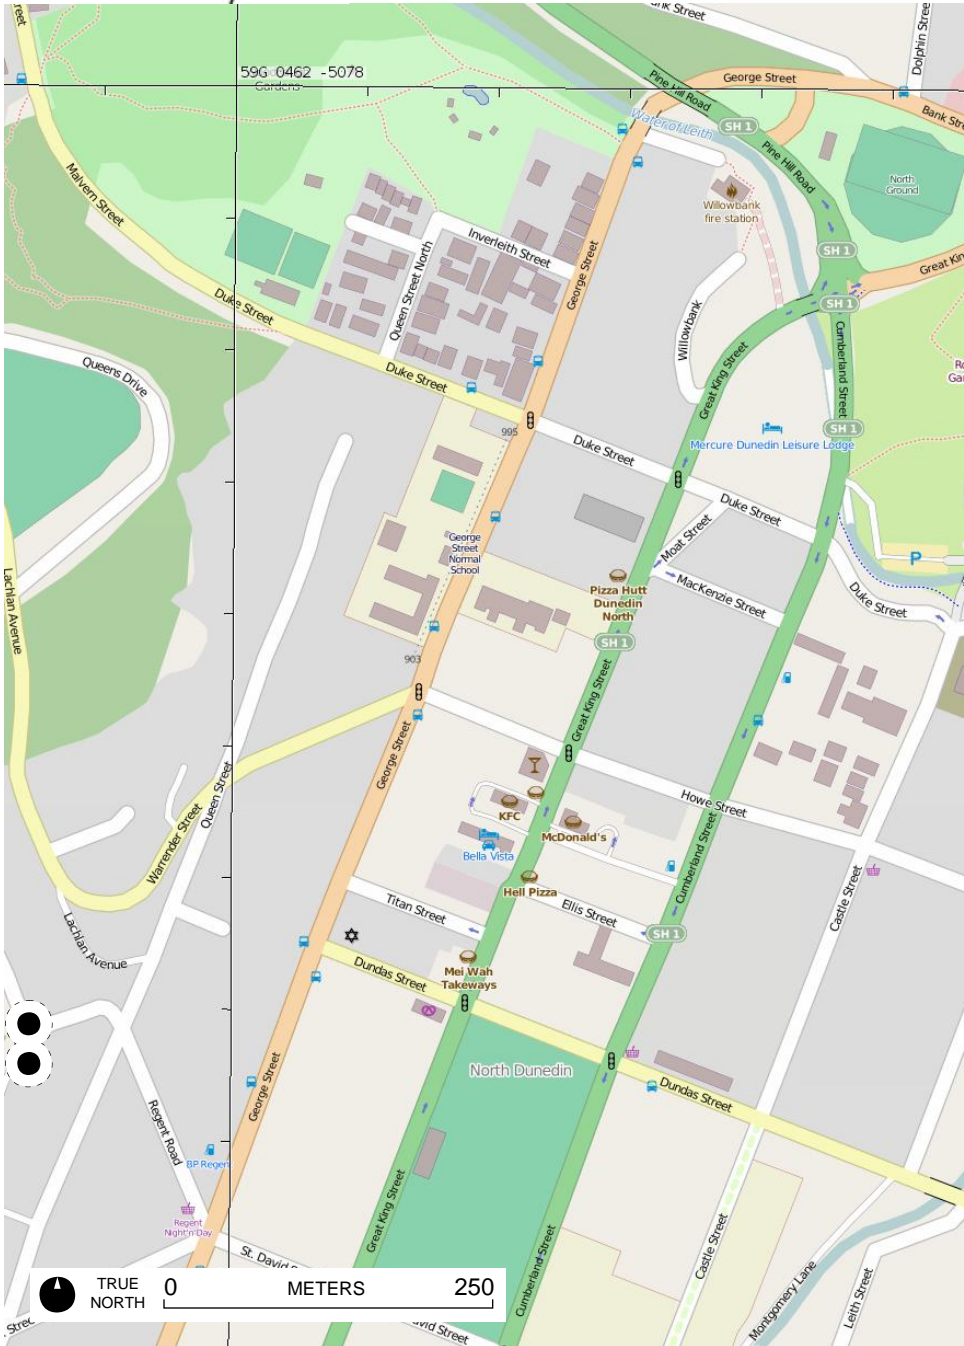 59G 0462 -5078
Gardens
George Street
Pine Hill Road
Dolphin Street
Bank Str
SH 1
Water of Leith
Pine Hill Road
North
Ground
Willowbank
fire station
Malvern Street
SH 1
Inverleith Street
Queen Street North
George Street
Great Kin
SH 1
Duke Street
Willowbank
Great King Street
Cumberland Street
Queens Drive
Duke Street
SH 1
995
Duke Street
Mercure Dunedin Leisure Lodge
Duke Street
Moat Street
George
Street
Normal
School
P
Pizza Hutt
Dunedin
North
MacKenzie Street
Duke Street
Lachlan Avenue
SH 1
903
Great King Street
George Street
Howe Street
Queen Street
Warrender Street
KFC
McDonald's
Bella Vista
Cumberland Street
Hell Pizza
Titan Street
Ellis Street
Castle Street
SH 1
Lachlan Avenue
Dundas Street
Mei Wah
Takeways
North Dunedin
Dundas Street
George Street
Regent Road
BP Regen
Regent
Night'n'Day
Great King Street
Cumberland Street
Castle Street
St. David S
Montgomery Lane
Leith Street
TRUE
NORTH
0 METERS 250
vid Street